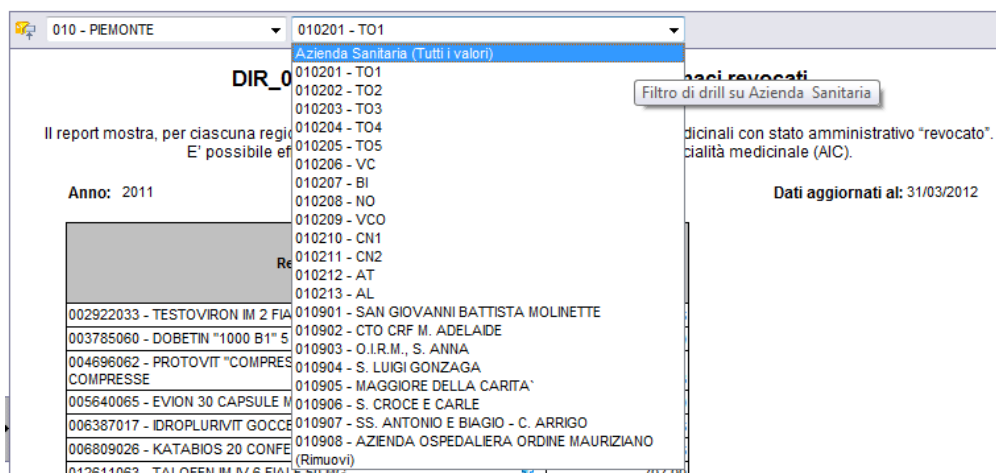 010 - PIEMONTE
010201 - TO1
Azienda Sanitaria (Tutti i valori)
010201 - TO1
010202 - TO2
010203 - TO3
010204 - TO4
010205 - TO5
010206 - VC
010207 - BI
010208 - NO
010209 - VCO
010210 - CN1
010211 - CN2
010212 - AT
010213 - AL
010901 - SAN GIOVANNI BATTISTA MOLINETTE
010902 - CTO CRF M. ADELAIDE
010903 - O.I.R.M., S. ANNA
010904 - S. LUIGI GONZAGA
010905 - MAGGIORE DELLA CARITA`
010906 - S. CROCE E CARLE
010907 - SS. ANTONIO E BIAGIO - C. ARRIGO
010908 - AZIENDA OSPEDALIERA ORDINE MAURIZIANO
(Rimuovi)
Filtro di drill su Azienda Sanitaria
DIR_0 revocati
Il report mostra, per ciascuna regi dicinali con stato amministrativo “revocato”.
E' possibile ef cialità medicinale (AIC).
Anno: 2011 Dati aggiornati al: 31/03/2012
Re
002922033 - TESTOVIRON IM 2 FIA
003785060 - DOBETIN "1000 B1" 5
004696062 - PROTOVIT "COMPRES
COMPRESSE
005640065 - EVION 30 CAPSULE M
006387017 - IDROPLURIVIT GOCCE
006809026 - KATABIOS 20 CONFE